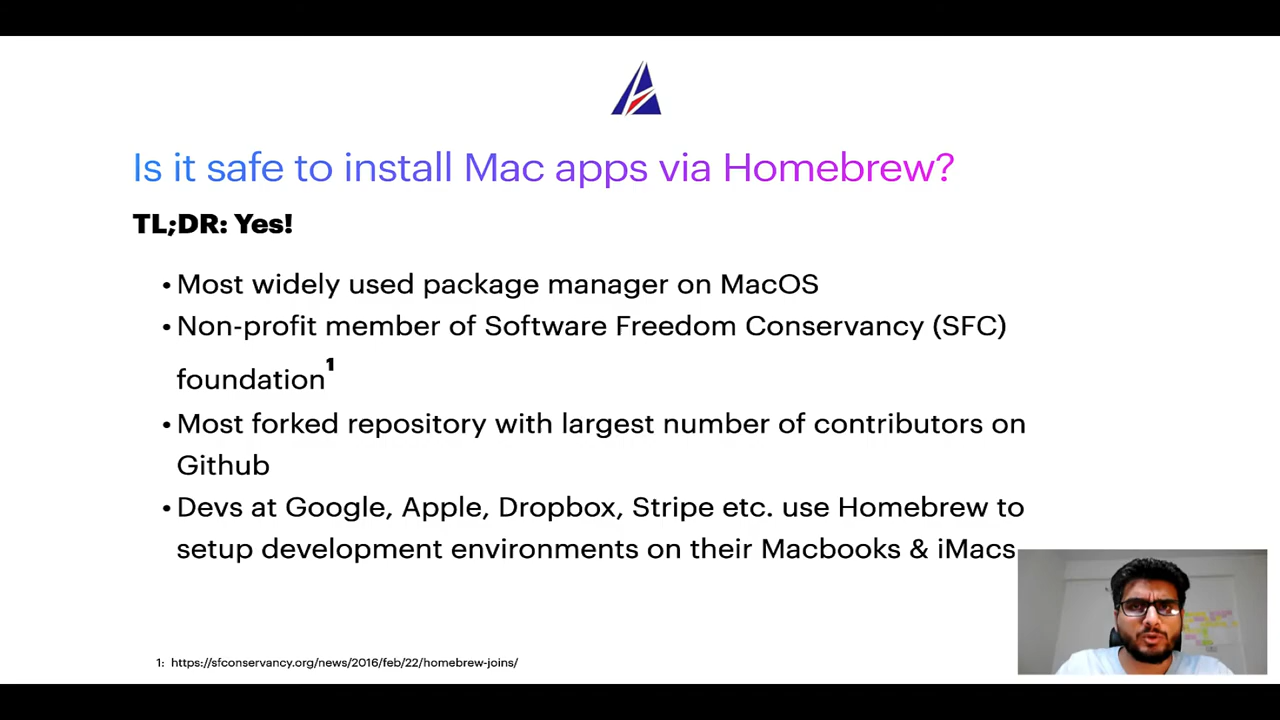 Is it safe to install Mac apps via Homebrew?
TL;DR: Yes!
• Most widely used package manager on MacOS
• Non-profit member of Software Freedom Conservancy (SFC)
foundation¹
• Most forked repository with largest number of contributors on
Github
• Devs at Google, Apple, Dropbox, Stripe etc. use Homebrew to
setup development environments on their Macbooks & iMacs
1: https://sfconservancy.org/news/2016/feb/22/homebrew-joins/